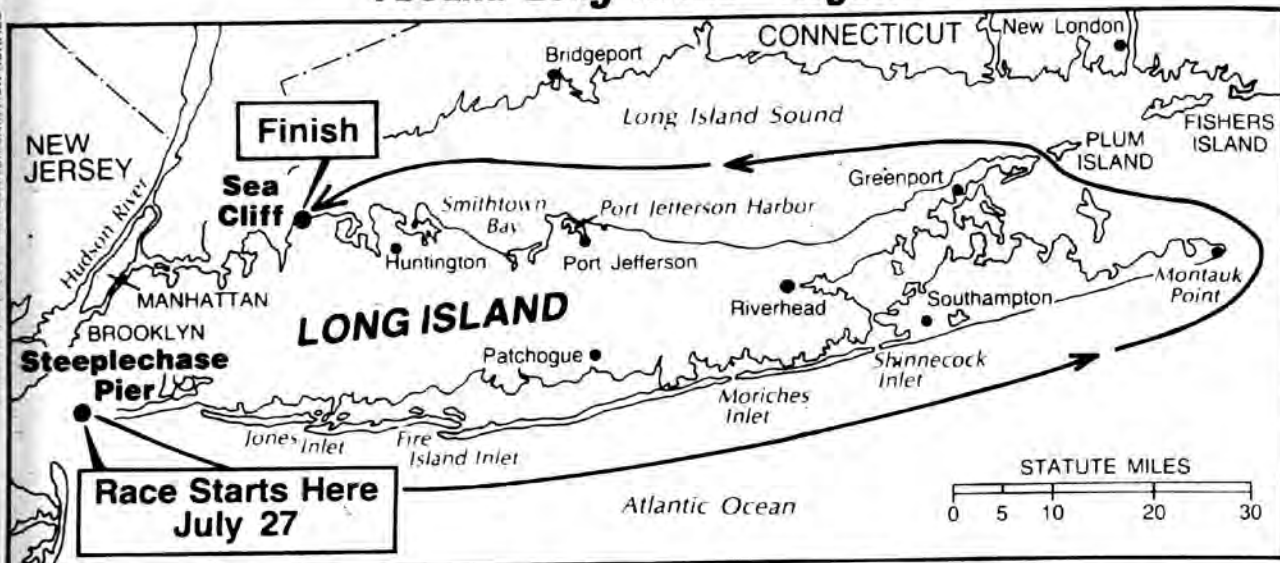 CONNECTICUT
New London
Bridgeport
Long Island Sound
FISHERS
ISLAND
PLUM
ISLAND
NEW
JERSEY
Hudson River
Finish
Sea
Cliff
Greenport
Smithtown
Bay
Port Jefferson Harbor
Huntington
Port Jefferson
MANHATTAN
LONG ISLAND
Riverhead
Southampton
Montauk
Point
BROOKLYN
Steeplechase
Pier
Patchogue
Shinnecock
Inlet
Moriches
Inlet
Jones Inlet
Fire
Island Inlet
Race Starts Here
July 27
Atlantic Ocean
STATUTE MILES
0 5 10 20 30